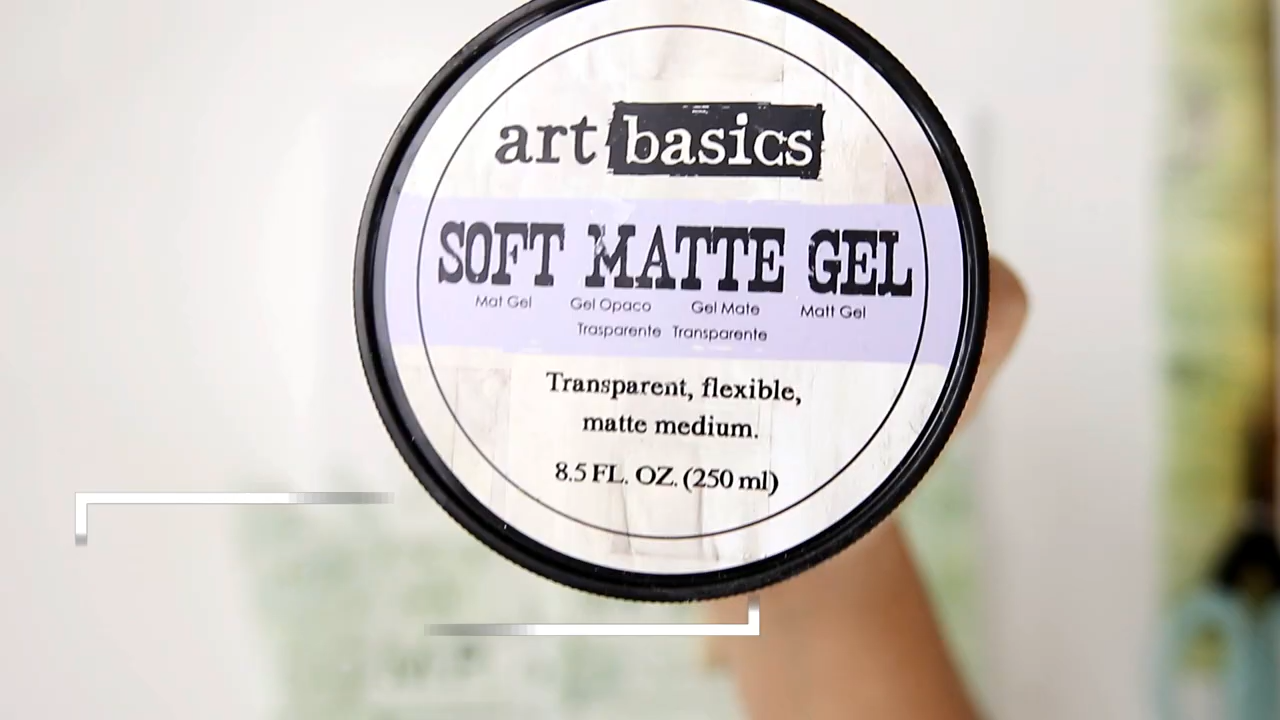 art basics
SOFT MATTE GEL
Mat Gel Gel Opaco Gel Mate Matt Gel
Trasparente Transparente
Transparent, flexible,
matte medium.
8.5 FL. OZ. (250 ml)